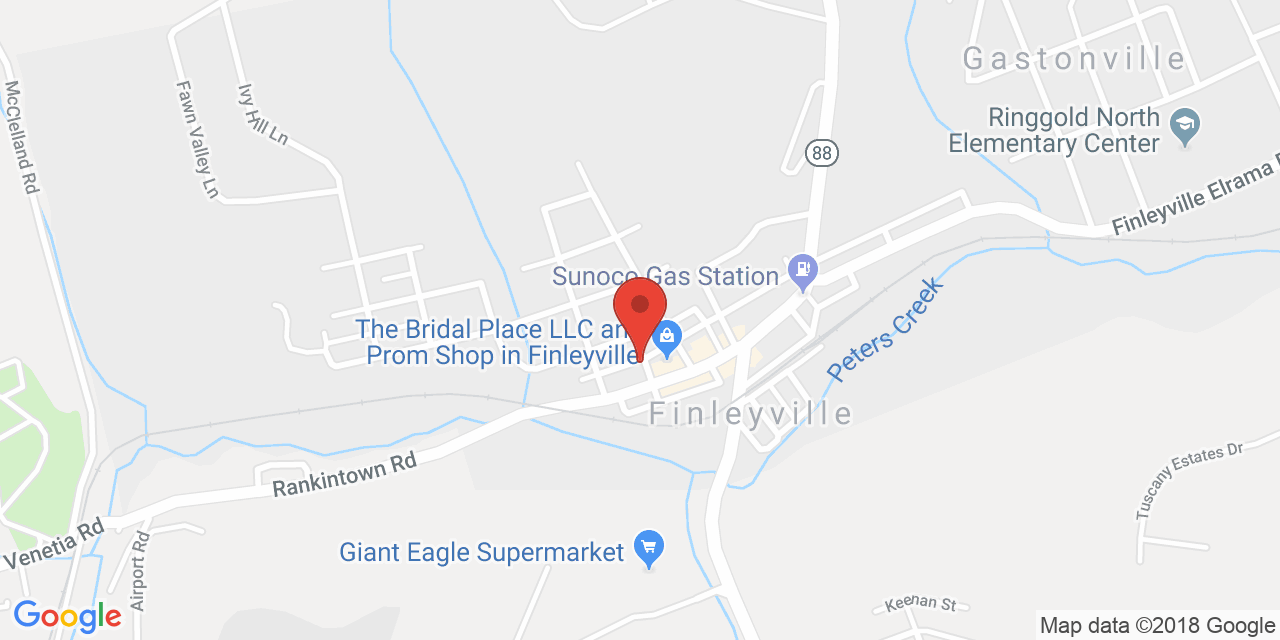 Gastonville
McClelland Rd
Fawn Valley Ln
Ivy Hill Ln
Ringgold North
Elementary Center
88
Finleyville Elrama
Sunoco Gas Station
The Bridal Place LLC an
Prom Shop in Finleyville
Peters Creek
Finleyville
Rankintown Rd
Tuscany Estates Dr
Venetia Rd
Airport Rd
Giant Eagle Supermarket
Keenan St
Google
Map data ©2018 Google